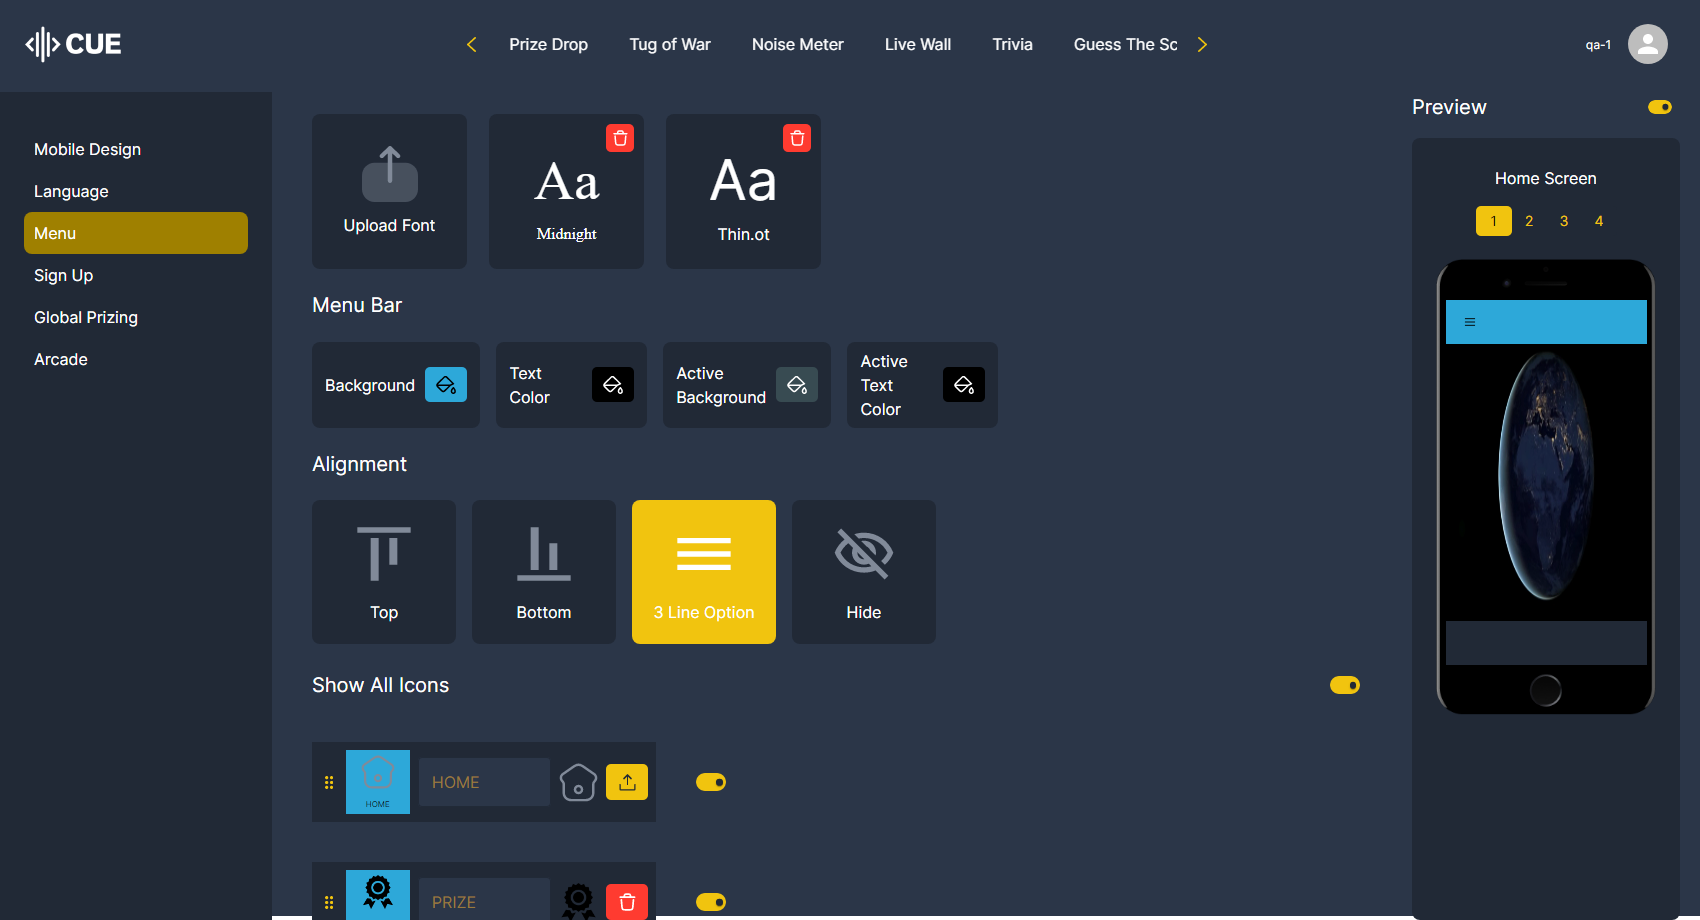 CUE
Prize Drop
Tug of War
Noise Meter
Live Wall
Trivia
Guess The Sc
qa-1
Mobile Design
Language
Menu
Sign Up
Global Prizing
Arcade
Upload Font
Aa
Midnight
Aa
Thin.ot
Menu Bar
Background
Text
Color
Active
Background
Active
Text
Color
Alignment
Top
Bottom
3 Line Option
Hide
Show All Icons
HOME
HOME
PRIZE
Preview
Home Screen
1 2 3 4